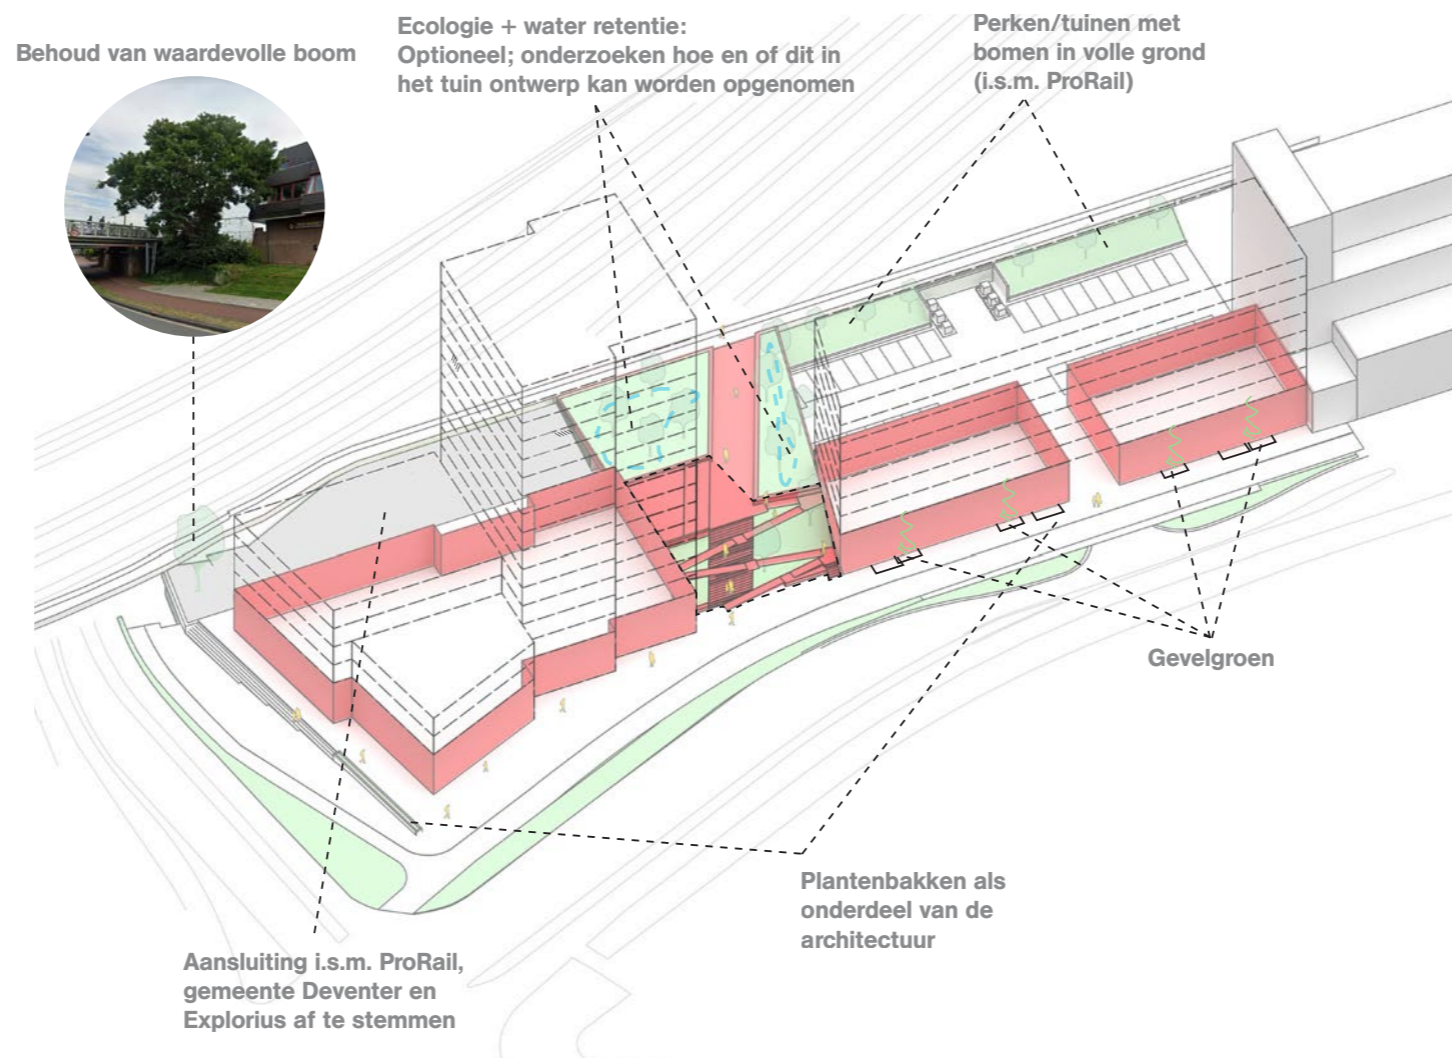 Behoud van waardevolle boom
Ecologie + water retentie:
Optioneel; onderzoeken hoe en of dit in
het tuin ontwerp kan worden opgenomen
Perken/tuinen met
bomen in volle grond
(i.s.m. ProRail)
Gevelgroen
Plantenbakken als
onderdeel van de
architectuur
Aansluiting i.s.m. ProRail,
gemeente Deventer en
Explorius af te stemmen